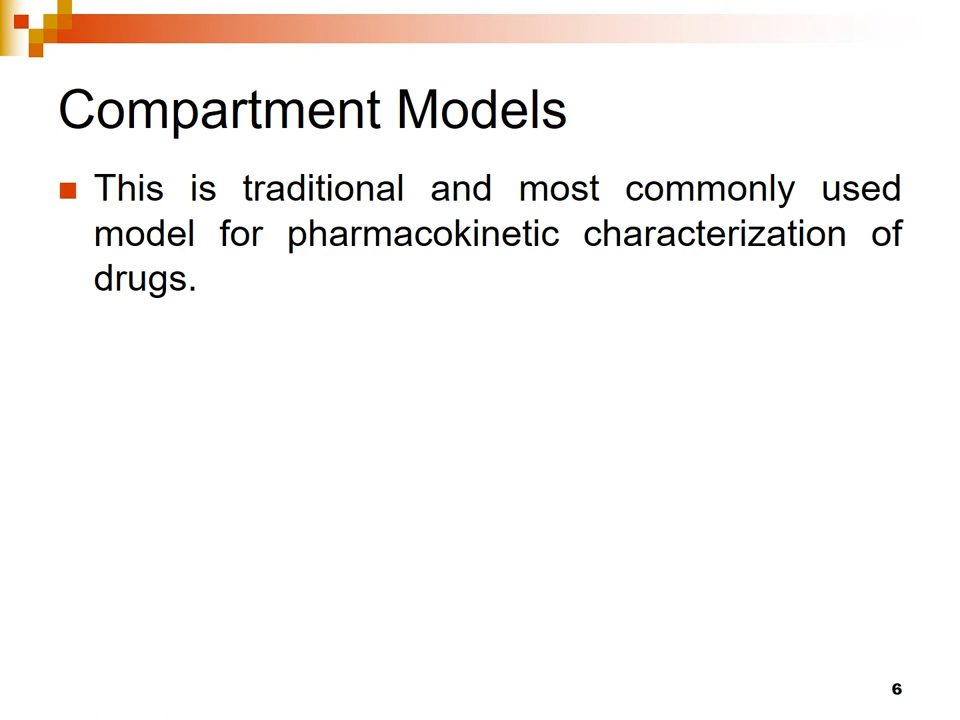 Compartment Models
This is traditional and most commonly used
model for pharmacokinetic characterization of
drugs.
6